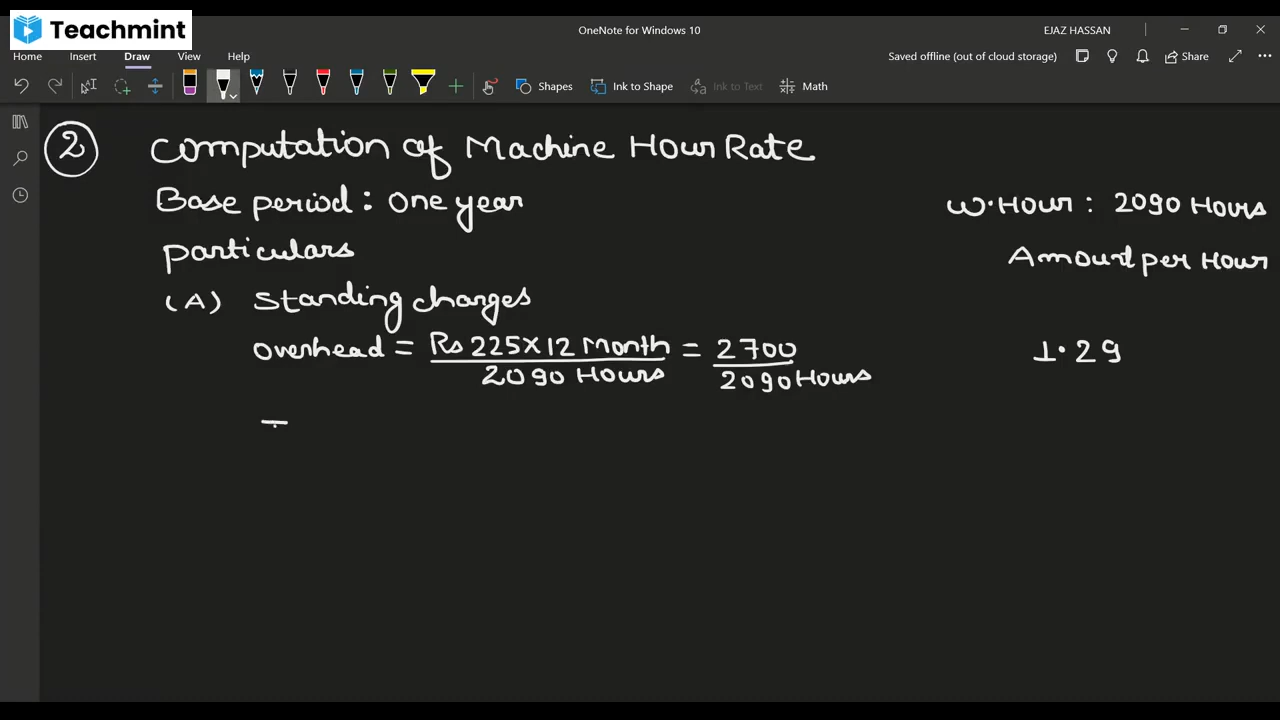 Teachmint
OneNote for Windows 10
EJAZ HASSAN
Home Insert Draw View Help
Saved offline (out of cloud storage)
Share
Shapes
Ink to Shape
Ink to Text
Math
2 Computation of Machine Hour Rate
Base period : One year
W.Hour : 2090 Hours
particulars
Amount per Hour
(A) Standing charges
overhead = Rs 225 x 12 Month / 2090 Hours = 2700 / 2090 Hours 1.29